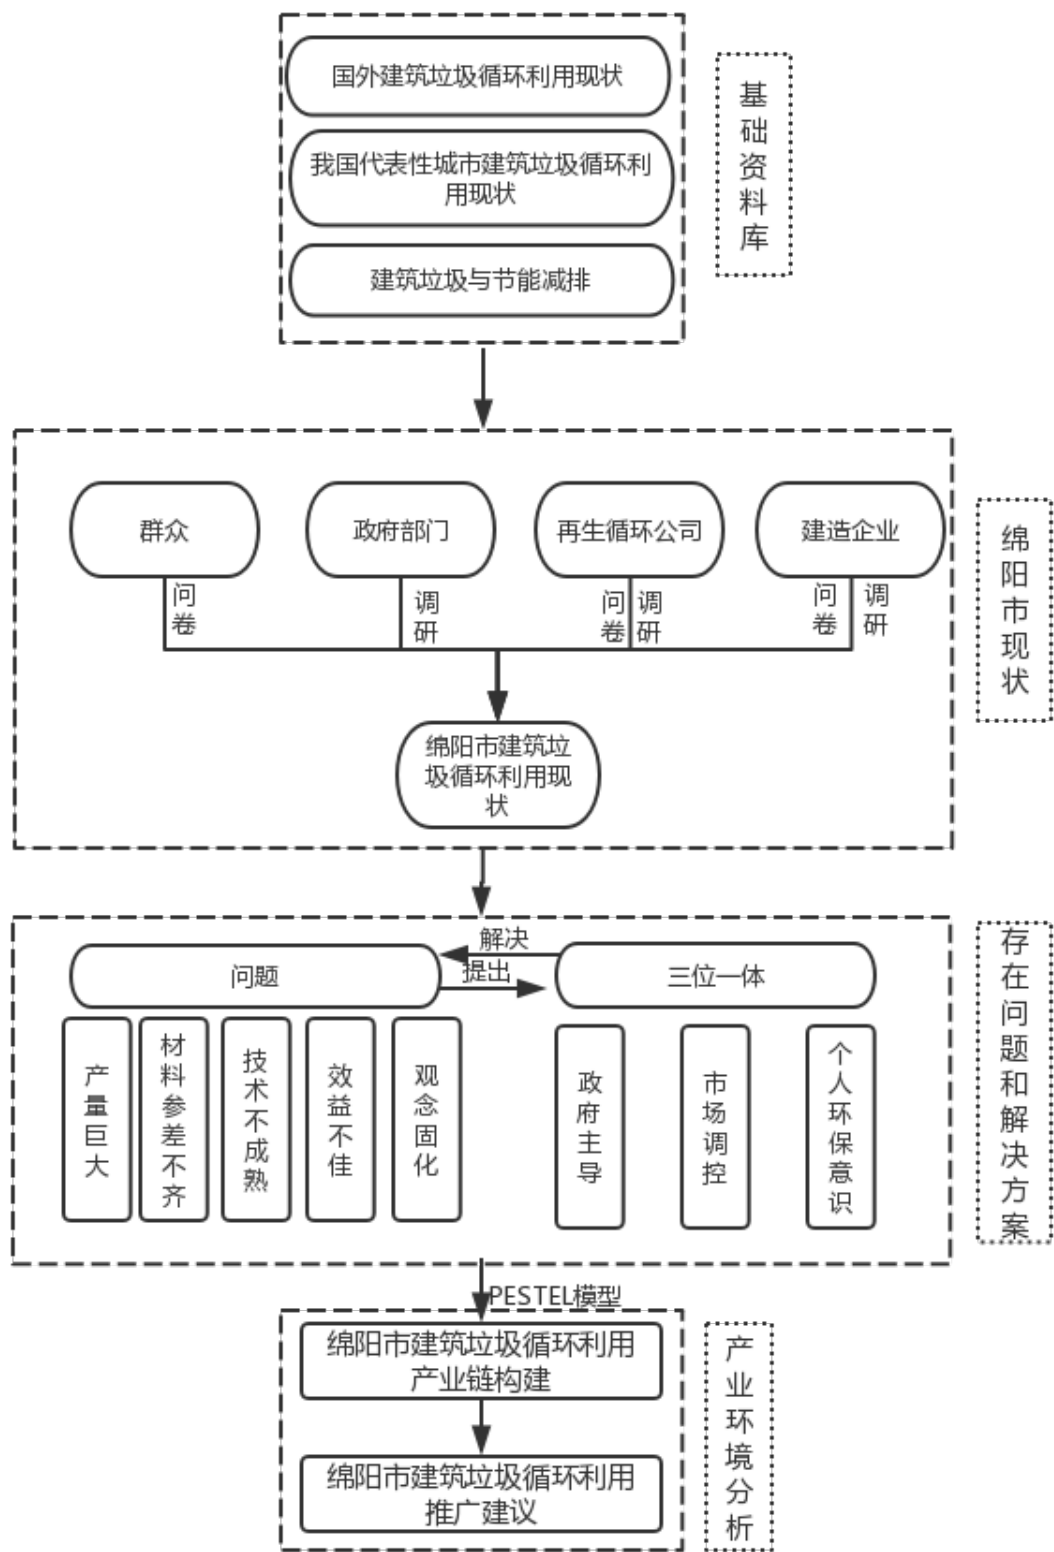 国外建筑垃圾循环利用现状
我国代表性城市建筑垃圾循环利
用现状
建筑垃圾与节能减排
基础资料库
群众
政府部门
再生循环公司
建造企业
问卷
调研
问卷
调研
问卷
调研
绵阳市建筑垃
圾循环利用现
状
绵阳市现状
解决
提出
问题
三位一体
产量巨大
材料参差不齐
技术不成熟
效益不佳
观念固化
政府主导
市场调控
个人环保意识
存在问题和解决方案
PESTEL模型
绵阳市建筑垃圾循环利用
产业链构建
绵阳市建筑垃圾循环利用
推广建议
产业环境分析